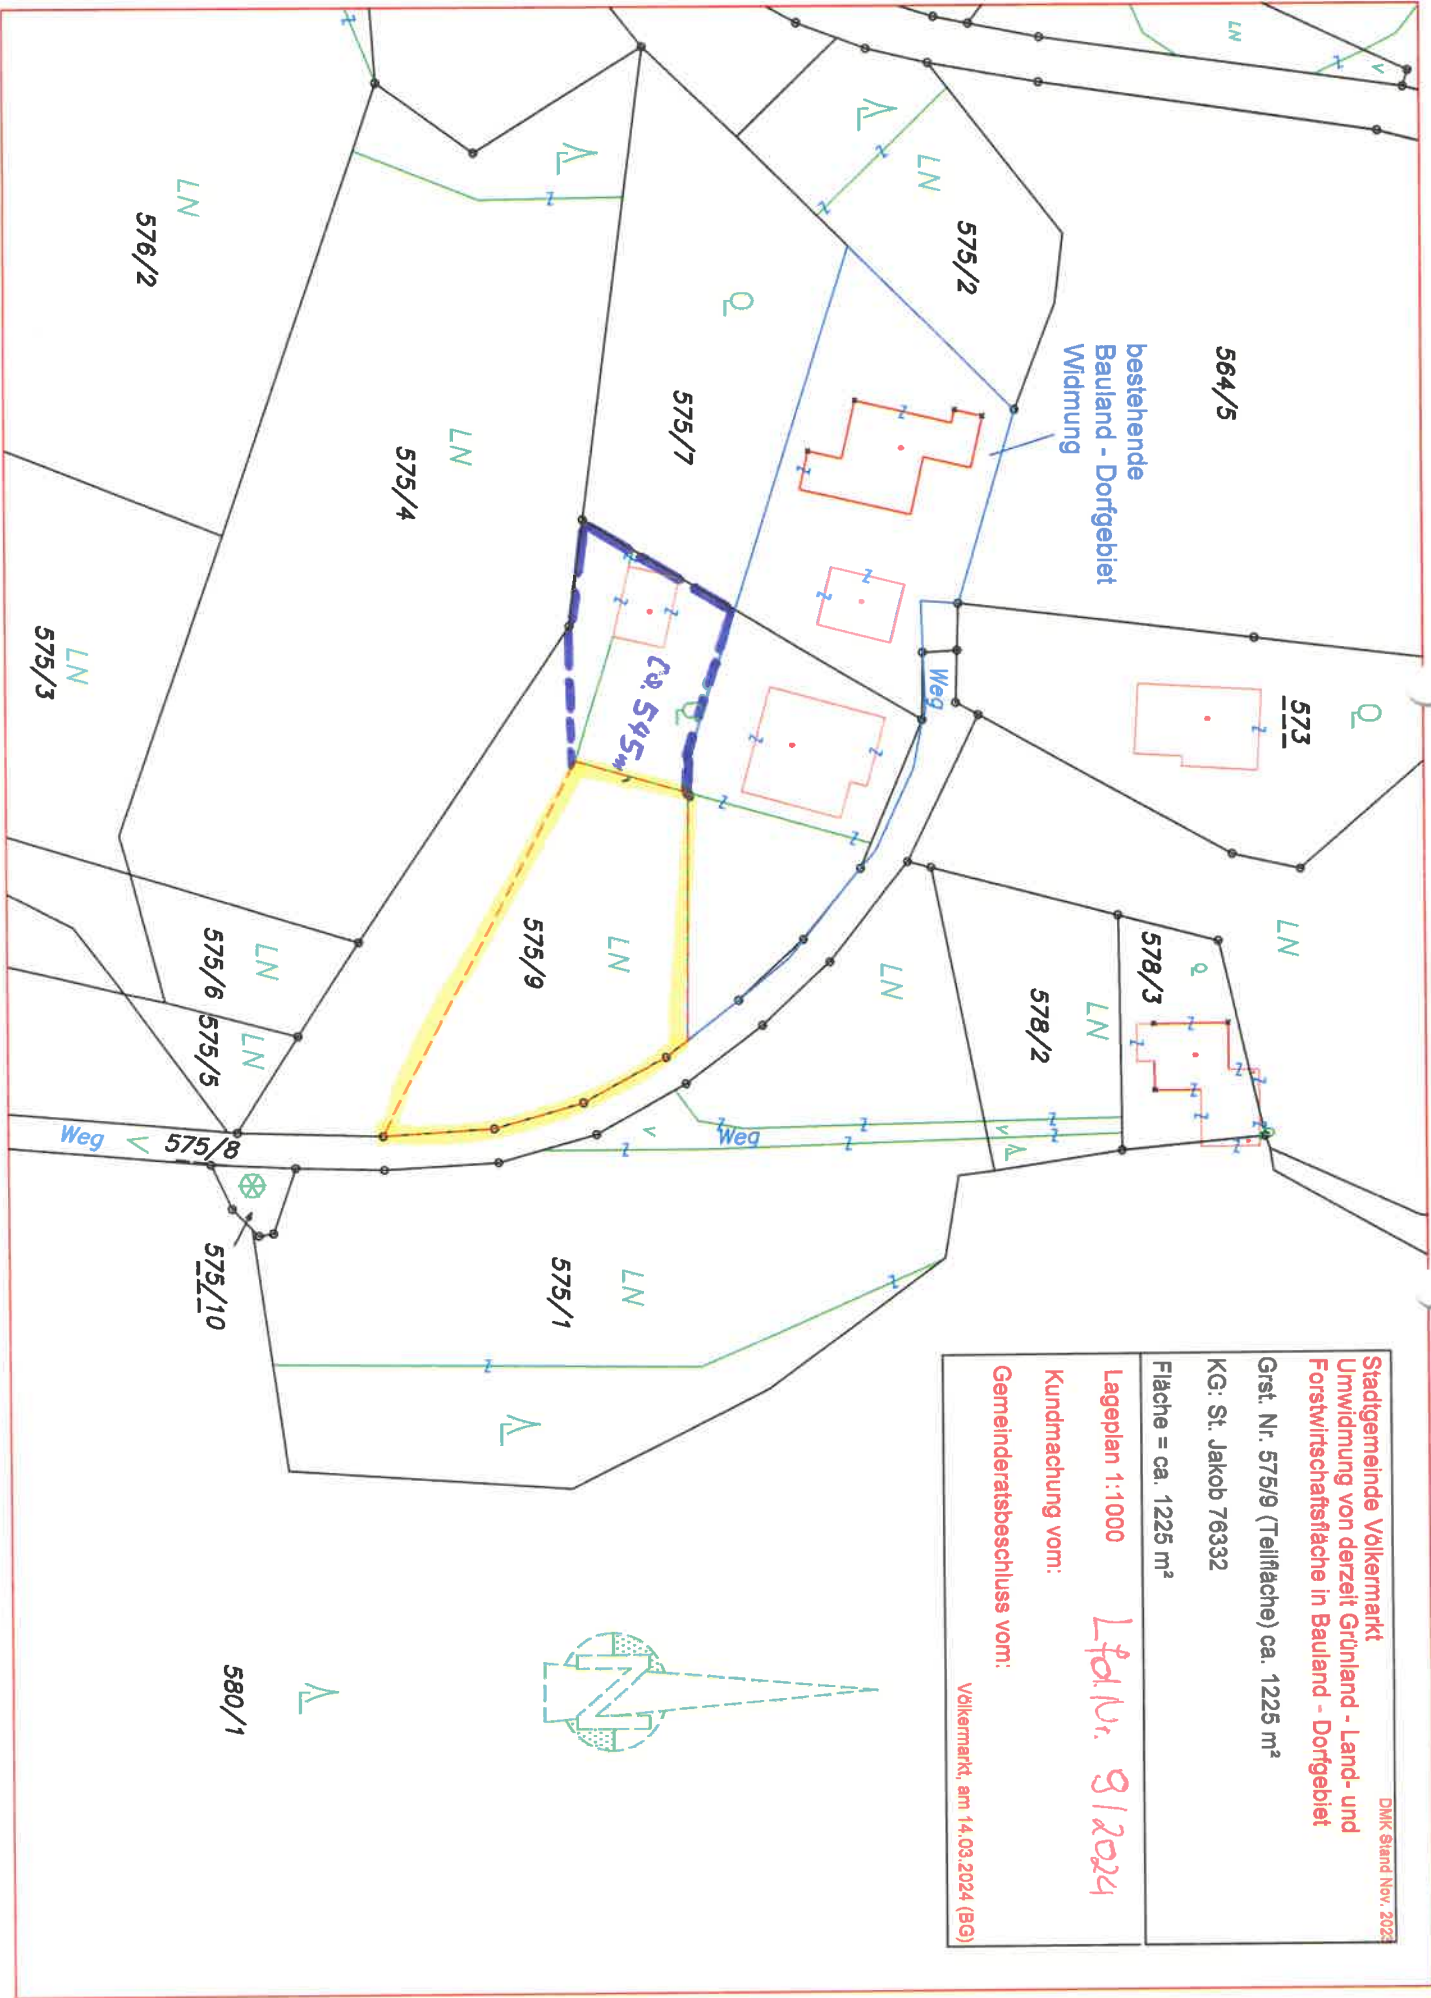 DMK Stand Nov. 2023
Stadtgemeinde Völkermarkt
Umwidmung von derzeit Grünland - Land- und
Forstwirtschaftsfläche in Bauland - Dorfgebiet
Grst. Nr. 575/9 (Teilfläche) ca. 1225 m²
KG: St. Jakob 76332
Fläche = ca. 1225 m²
Lageplan 1:1000
Lfd. Nr. 9/2024
Kundmachung vom:
Gemeinderatsbeschluss vom:
Völkermarkt, am 14.03.2024 (BG)
bestehende
Bauland - Dorfgebiet
Widmung
564/5
573
575/2
LN
LN
LN
578/3
578/2
LN
LN
Weg
Weg
575/7
ca. 545 m²
575/9
LN
575/1
LN
575/4
LN
576/2
LN
575/3
LN
575/6
LN
575/5
LN
575/8
Weg
575/10
580/1
N